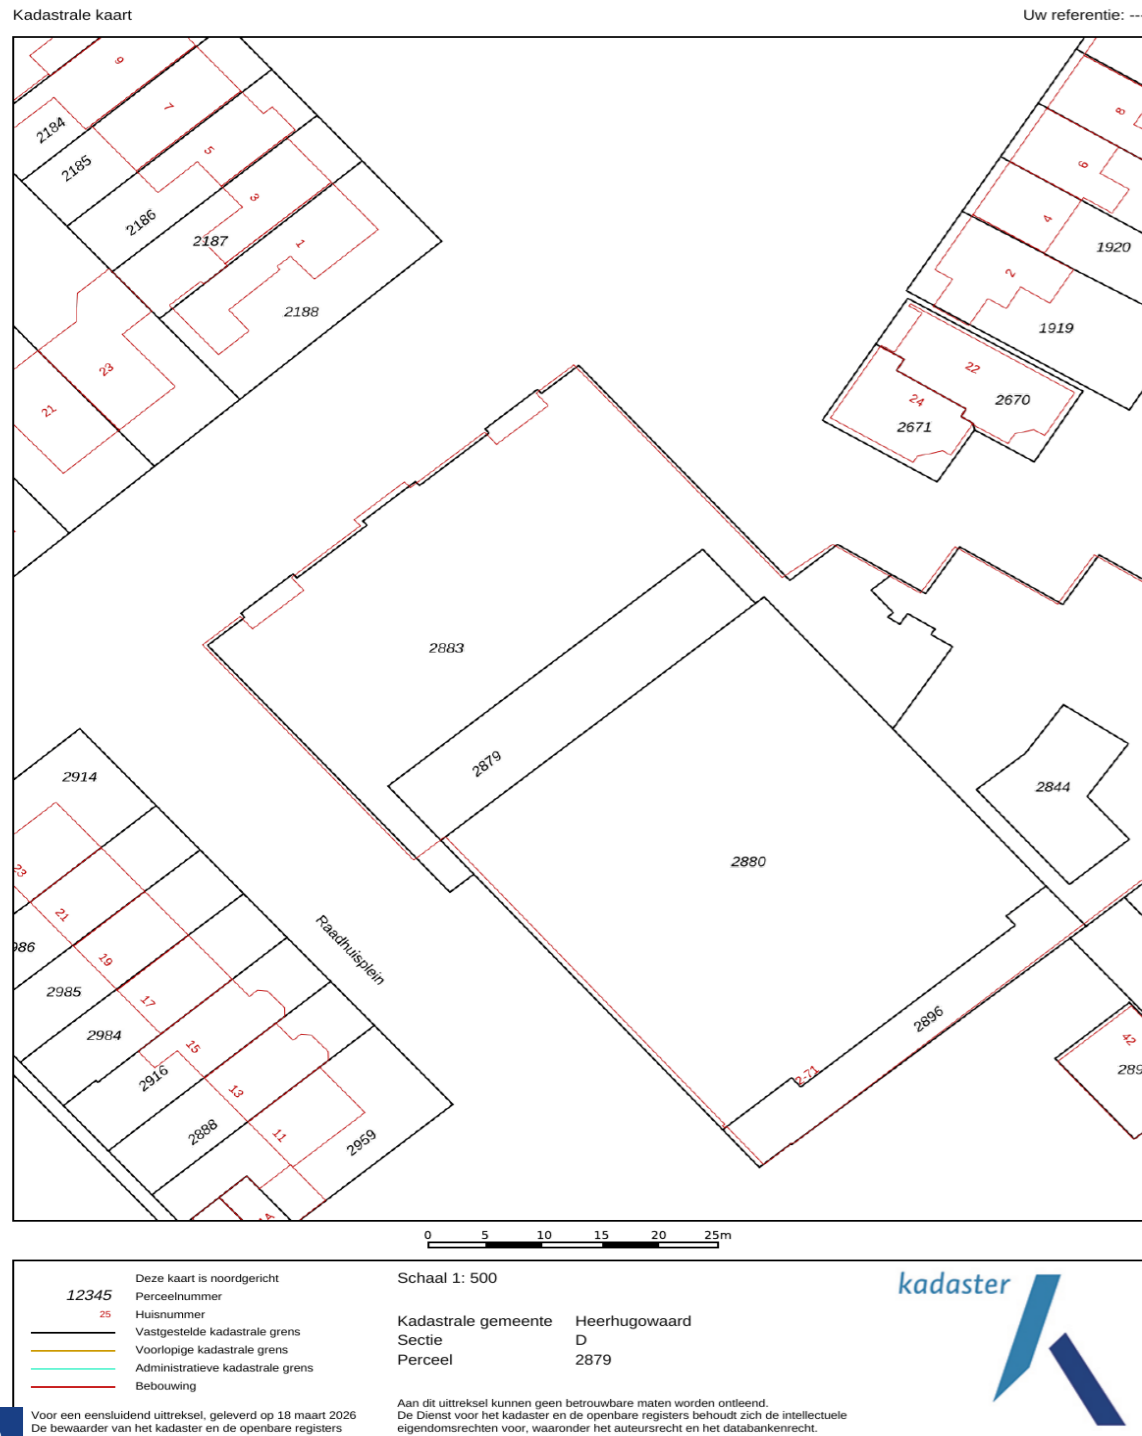 Kadastrale kaart
Uw referentie: ---
9
7
5
3
1
2184
2185
2186
2187
2188
23
21
8
6
4
2
1920
1919
22
24
2670
2671
2883
2879
2880
2844
2896
2-71
42
289
2914
23
21
19
17
15
13
11
986
2985
2984
2916
2888
2959
Raadhuisplein
0 5 10 15 20 25m
Deze kaart is noordgericht
12345 Perceelnummer
25 Huisnummer
Vastgestelde kadastrale grens
Voorlopige kadastrale grens
Administratieve kadastrale grens
Bebouwing
Voor een eensluidend uittreksel, geleverd op 18 maart 2026
De bewaarder van het kadaster en de openbare registers
Schaal 1: 500
Kadastrale gemeente Heerhugowaard
Sectie D
Perceel 2879
Aan dit uittreksel kunnen geen betrouwbare maten worden ontleend.
De Dienst voor het kadaster en de openbare registers behoudt zich de intellectuele
eigendomsrechten voor, waaronder het auteursrecht en het databankenrecht.
kadaster